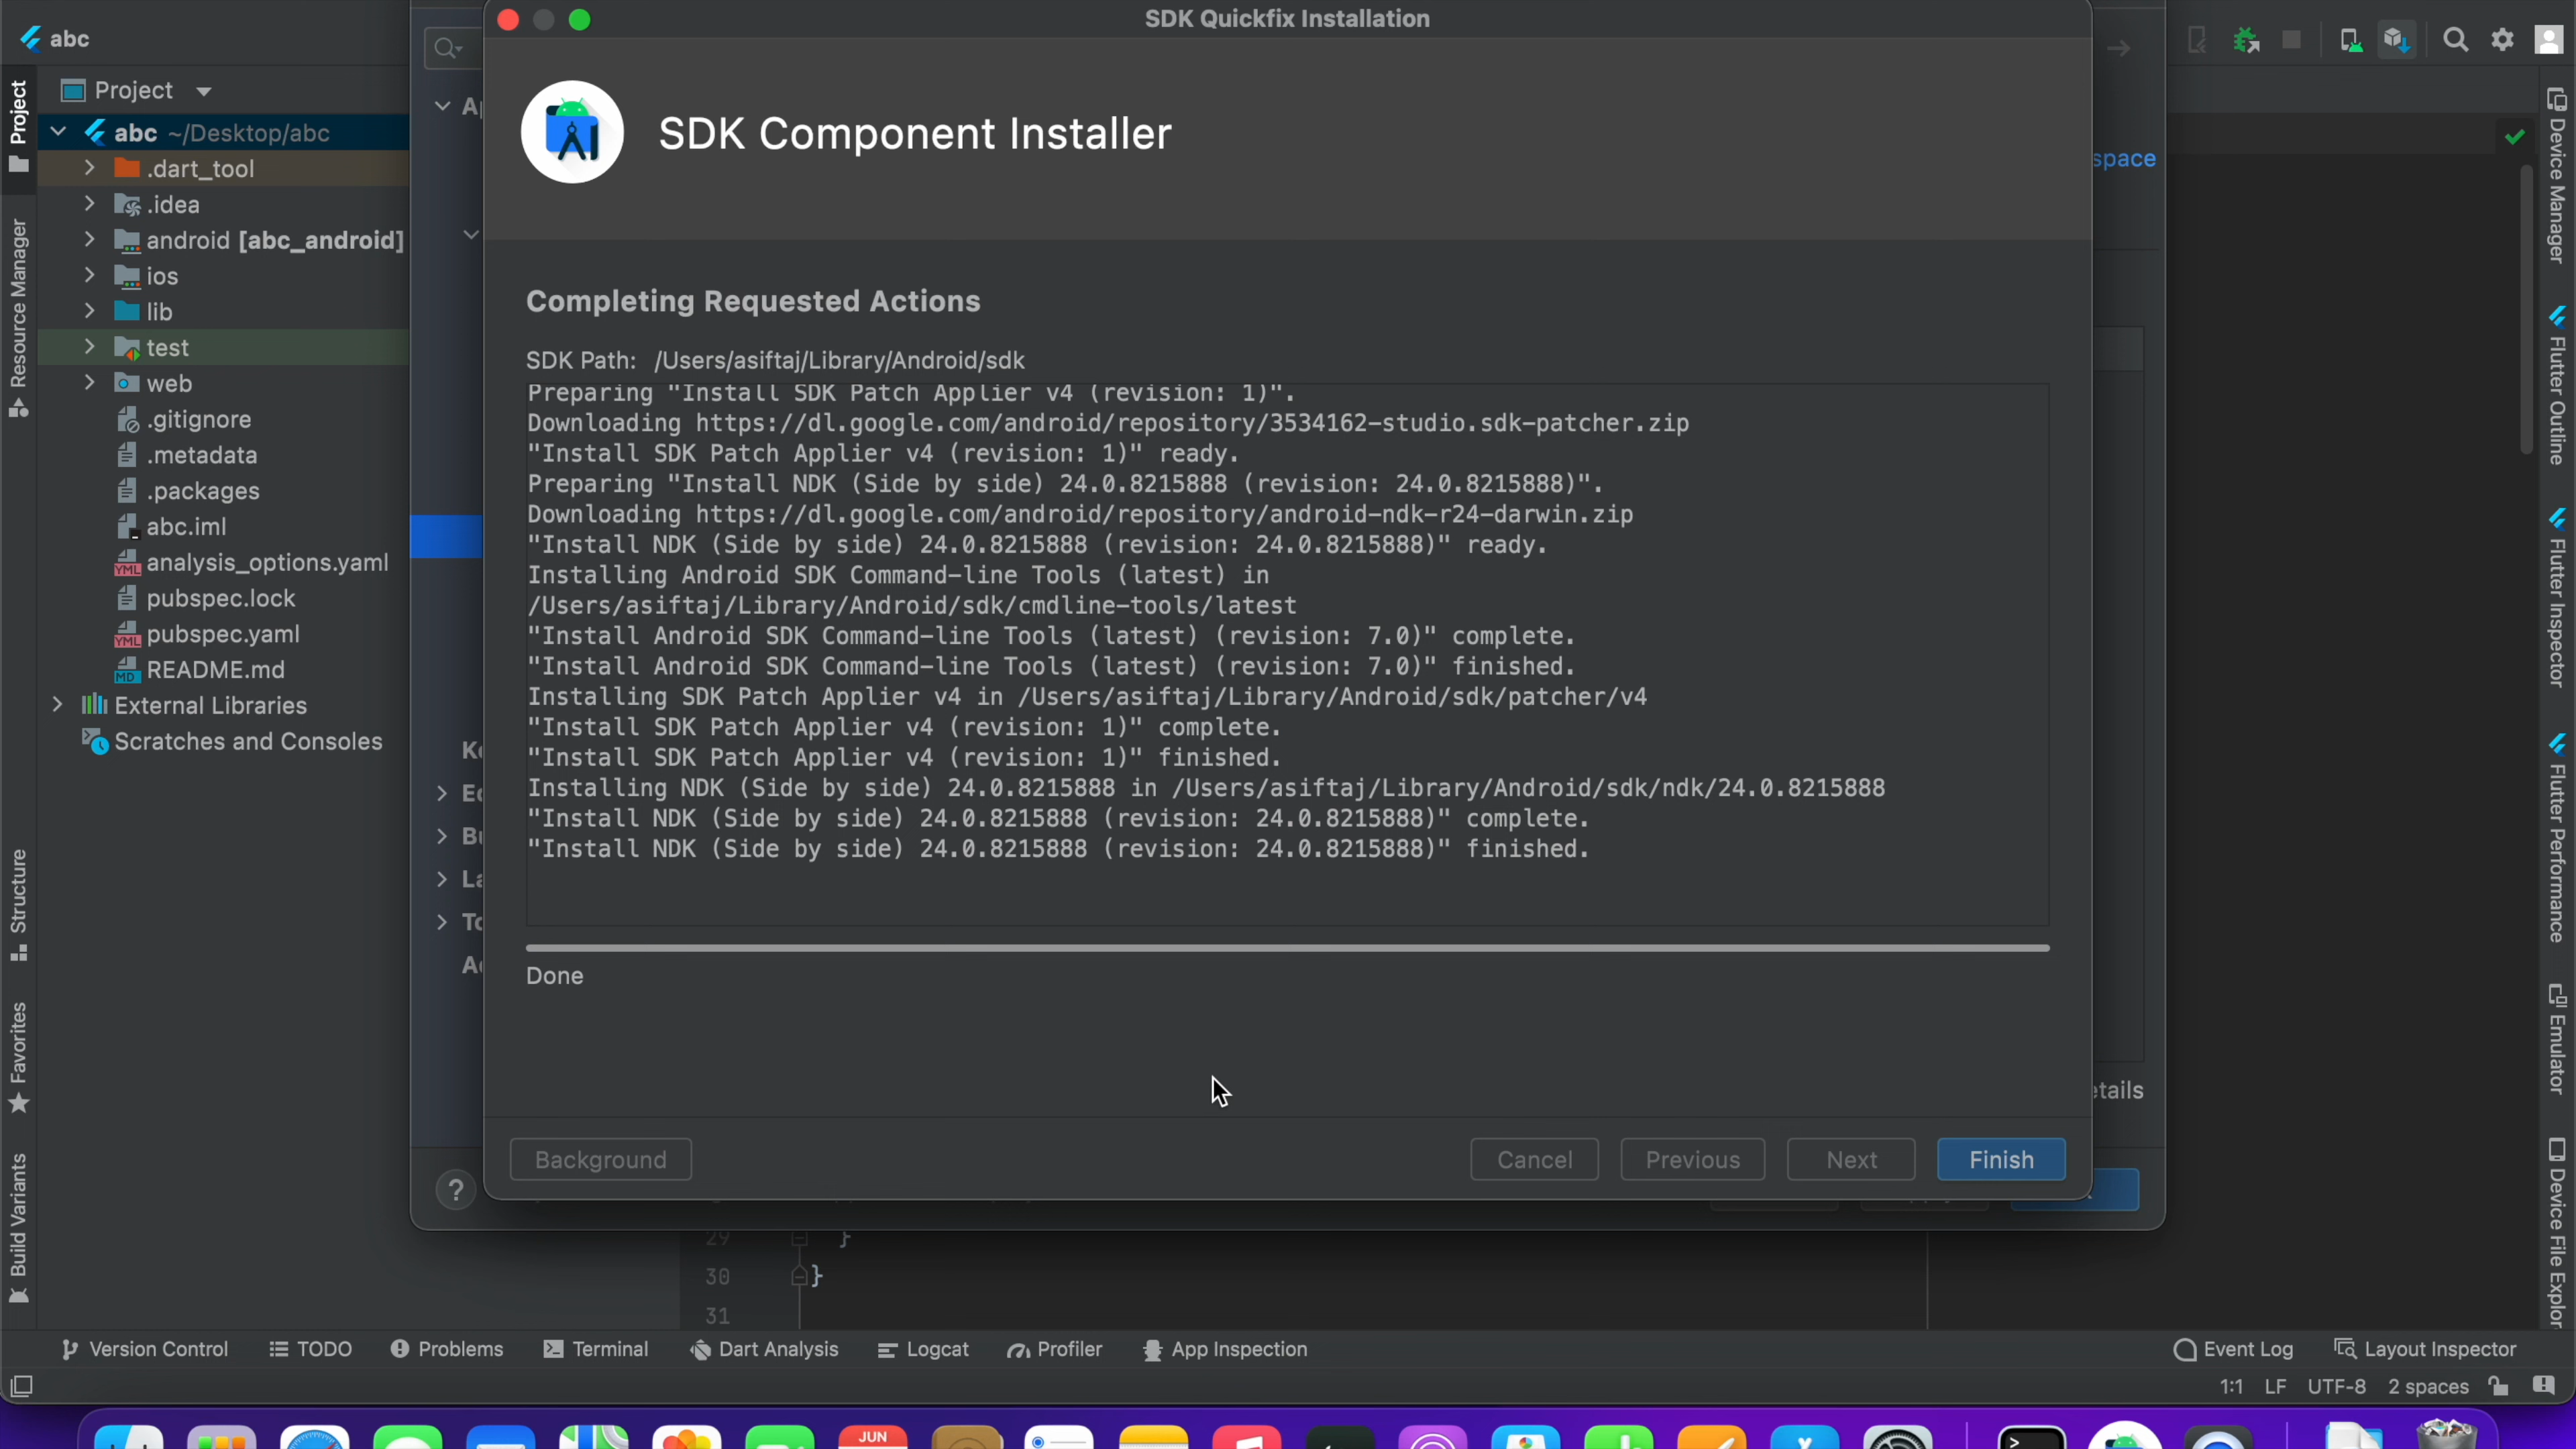 SDK Quickfix Installation
abc
Project
SDK Component Installer
abc ~/Desktop/abc
.dart_tool
.idea
android [abc_android]
ios
lib
test
web
.gitignore
.metadata
.packages
abc.iml
analysis_options.yaml
pubspec.lock
pubspec.yaml
README.md
External Libraries
Scratches and Consoles
Project
Resource Manager
Structure
Favorites
Build Variants
space
Completing Requested Actions
SDK Path: /Users/asiftaj/Library/Android/sdk
Preparing "Install SDK Patch Applier v4 (revision: 1)".
Downloading https://dl.google.com/android/repository/3534162-studio.sdk-patcher.zip
"Install SDK Patch Applier v4 (revision: 1)" ready.
Preparing "Install NDK (Side by side) 24.0.8215888 (revision: 24.0.8215888)".
Downloading https://dl.google.com/android/repository/android-ndk-r24-darwin.zip
"Install NDK (Side by side) 24.0.8215888 (revision: 24.0.8215888)" ready.
Installing Android SDK Command-line Tools (latest) in
/Users/asiftaj/Library/Android/sdk/cmdline-tools/latest
"Install Android SDK Command-line Tools (latest) (revision: 7.0)" complete.
"Install Android SDK Command-line Tools (latest) (revision: 7.0)" finished.
Installing SDK Patch Applier v4 in /Users/asiftaj/Library/Android/sdk/patcher/v4
"Install SDK Patch Applier v4 (revision: 1)" complete.
"Install SDK Patch Applier v4 (revision: 1)" finished.
Installing NDK (Side by side) 24.0.8215888 in /Users/asiftaj/Library/Android/sdk/ndk/24.0.8215888
"Install NDK (Side by side) 24.0.8215888 (revision: 24.0.8215888)" complete.
"Install NDK (Side by side) 24.0.8215888 (revision: 24.0.8215888)" finished.
Done
etails
Background Cancel Previous Next Finish
?
29 }
30 }
31
Device Manager
Flutter Outline
Flutter Inspector
Flutter Performance
Emulator
Device File Explor
Version Control TODO Problems Terminal Dart Analysis Logcat Profiler App Inspection Event Log Layout Inspector
1:1 LF UTF-8 2 spaces
JUN